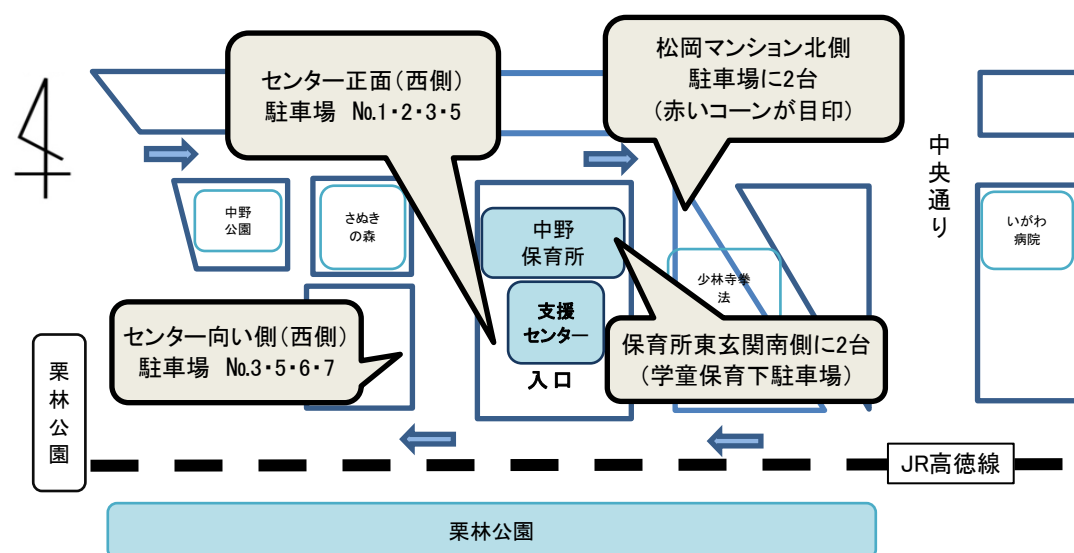 センター正面(西側)
駐車場 №1・2・3・5
松岡マンション北側
駐車場に2台
(赤いコーンが目印)
中央通り
中野
公園
さぬき
の森
中野
保育所
いがわ
病院
少林寺拳
法
支援
センター
入口
センター向い側(西側)
駐車場 №3・5・6・7
保育所東玄関南側に2台
(学童保育下駐車場)
栗林公園
JR高徳線
栗林公園